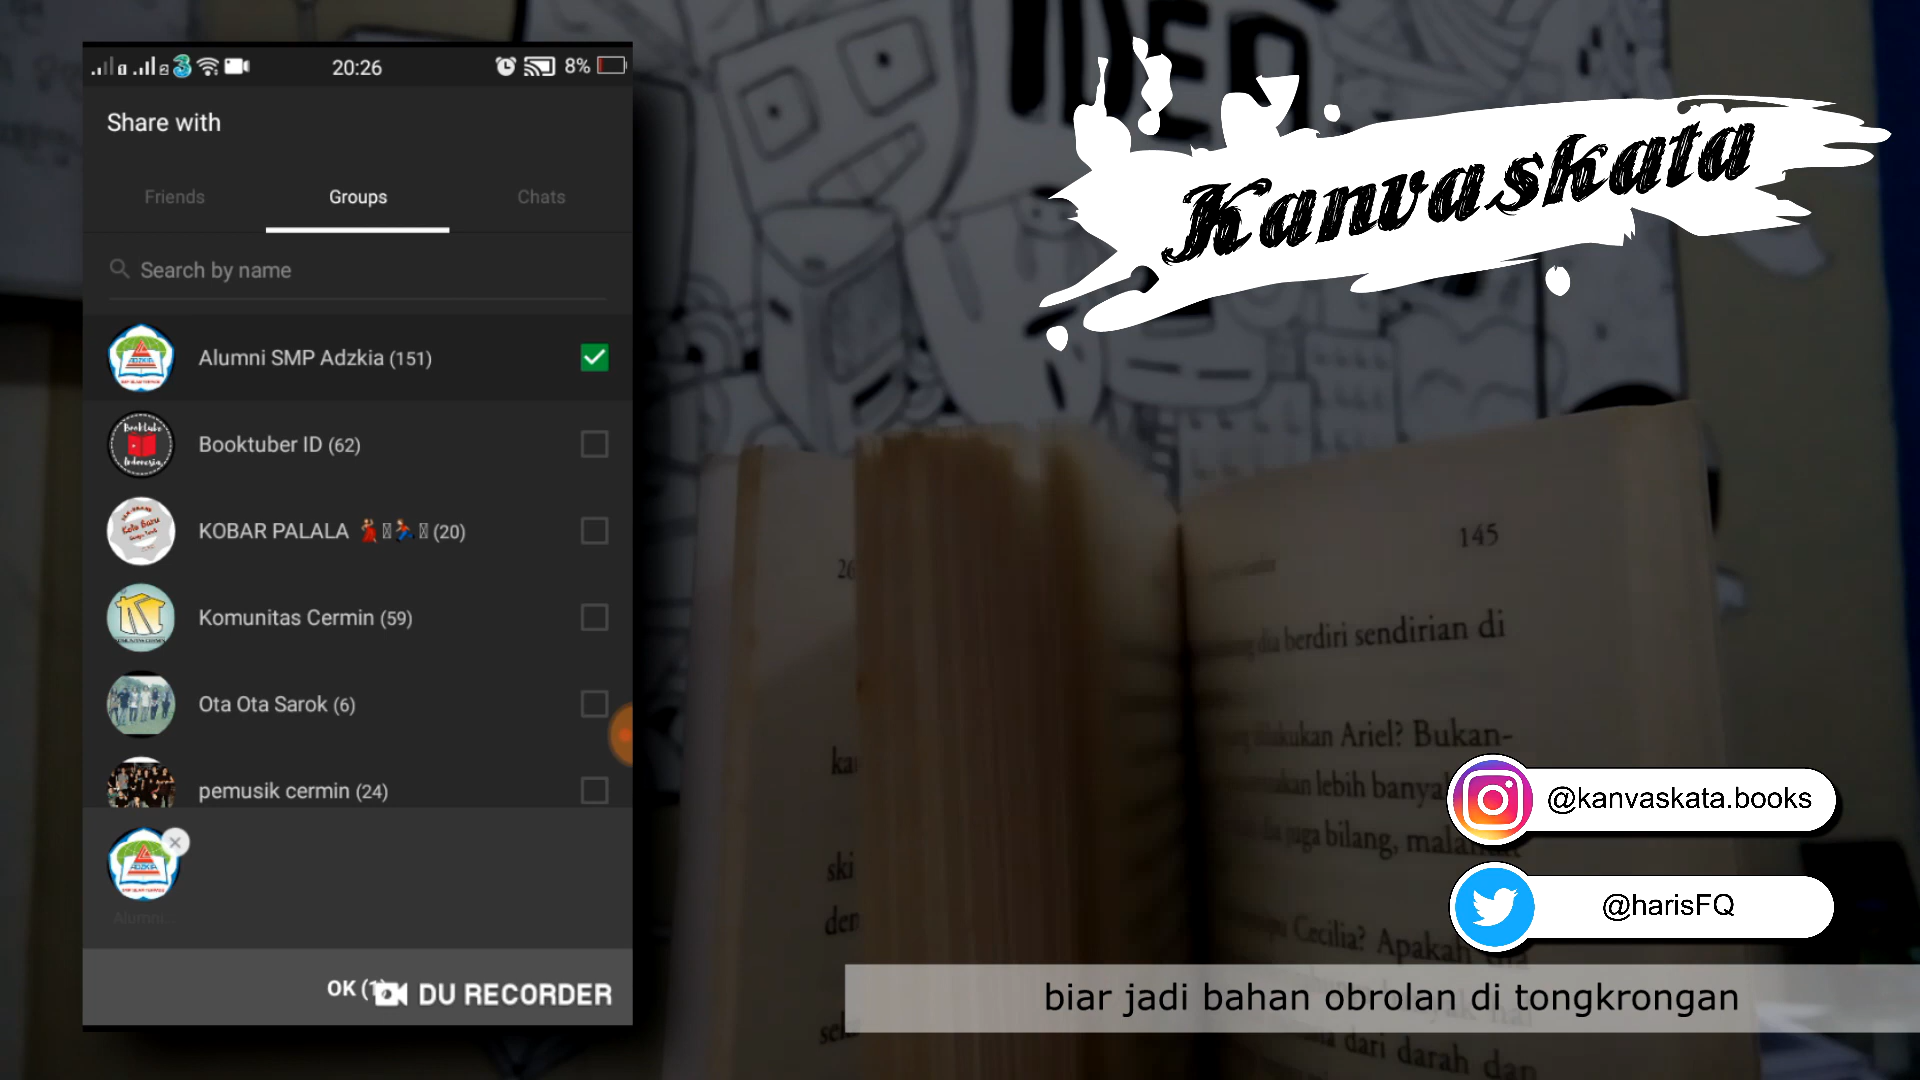 20:26
8%
Share with
Friends
Groups
Chats
Search by name
Alumni SMP Adzkia (151)
Booktuber ID (62)
KOBAR PALALA 💃🏃 (20)
Komunitas Cermin (59)
Ota Ota Sarok (6)
pemusik cermin (24)
Alumni...
OK (1)
DU RECORDER
Kanvaskata
145
berdiri sendirian di
Ariel? Bukan-
lebih
juga bilang,
Cecilia? Apakah
dari darah dan
@kanvaskata.books
@harisFQ
biar jadi bahan obrolan di tongkrongan